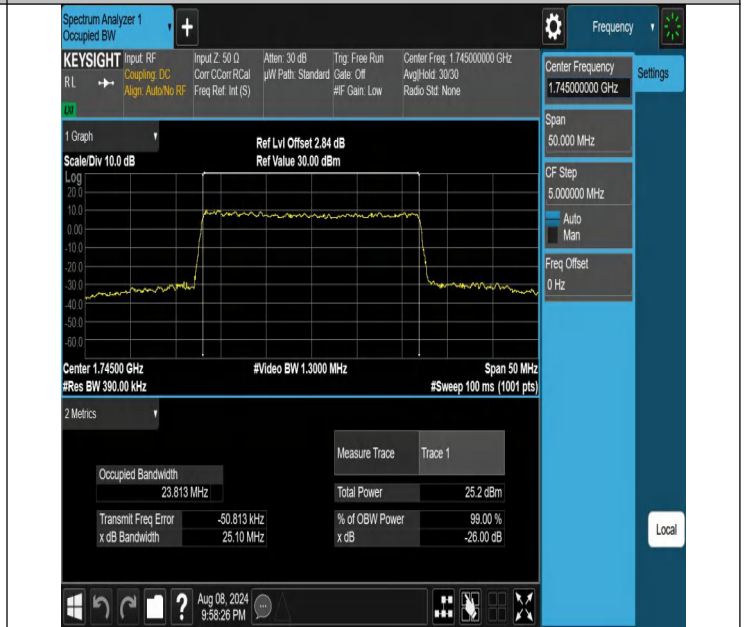 Spectrum Analyzer 1
Occupied BW
+
Frequency
KEYSIGHT
RL
LXI
Input: RF
Coupling: DC
Align: Auto/No RF
Input Z: 50 Ω
Corr CCorr RCal
Freq Ref: Int (S)
Atten: 30 dB
µW Path: Standard
Trig: Free Run
Gate: Off
#IF Gain: Low
Center Freq: 1.745000000 GHz
Avg|Hold: 30/30
Radio Std: None
Center Frequency
1.745000000 GHz
Settings
Span
50.000 MHz
CF Step
5.000000 MHz
Auto
Man
Freq Offset
0 Hz
1 Graph
Scale/Div 10.0 dB
Ref Lvl Offset 2.84 dB
Ref Value 30.00 dBm
Log
20.0
10.0
0.00
-10.0
-20.0
-30.0
-40.0
-50.0
-60.0
Center 1.74500 GHz
#Video BW 1.3000 MHz
Span 50 MHz
#Res BW 390.00 kHz
#Sweep 100 ms (1001 pts)
2 Metrics
Measure Trace
Trace 1
Occupied Bandwidth
23.813 MHz
Total Power
25.2 dBm
Transmit Freq Error
-50.813 kHz
% of OBW Power
99.00 %
x dB Bandwidth
25.10 MHz
x dB
-26.00 dB
Local
?
Aug 08, 2024
9:58:26 PM